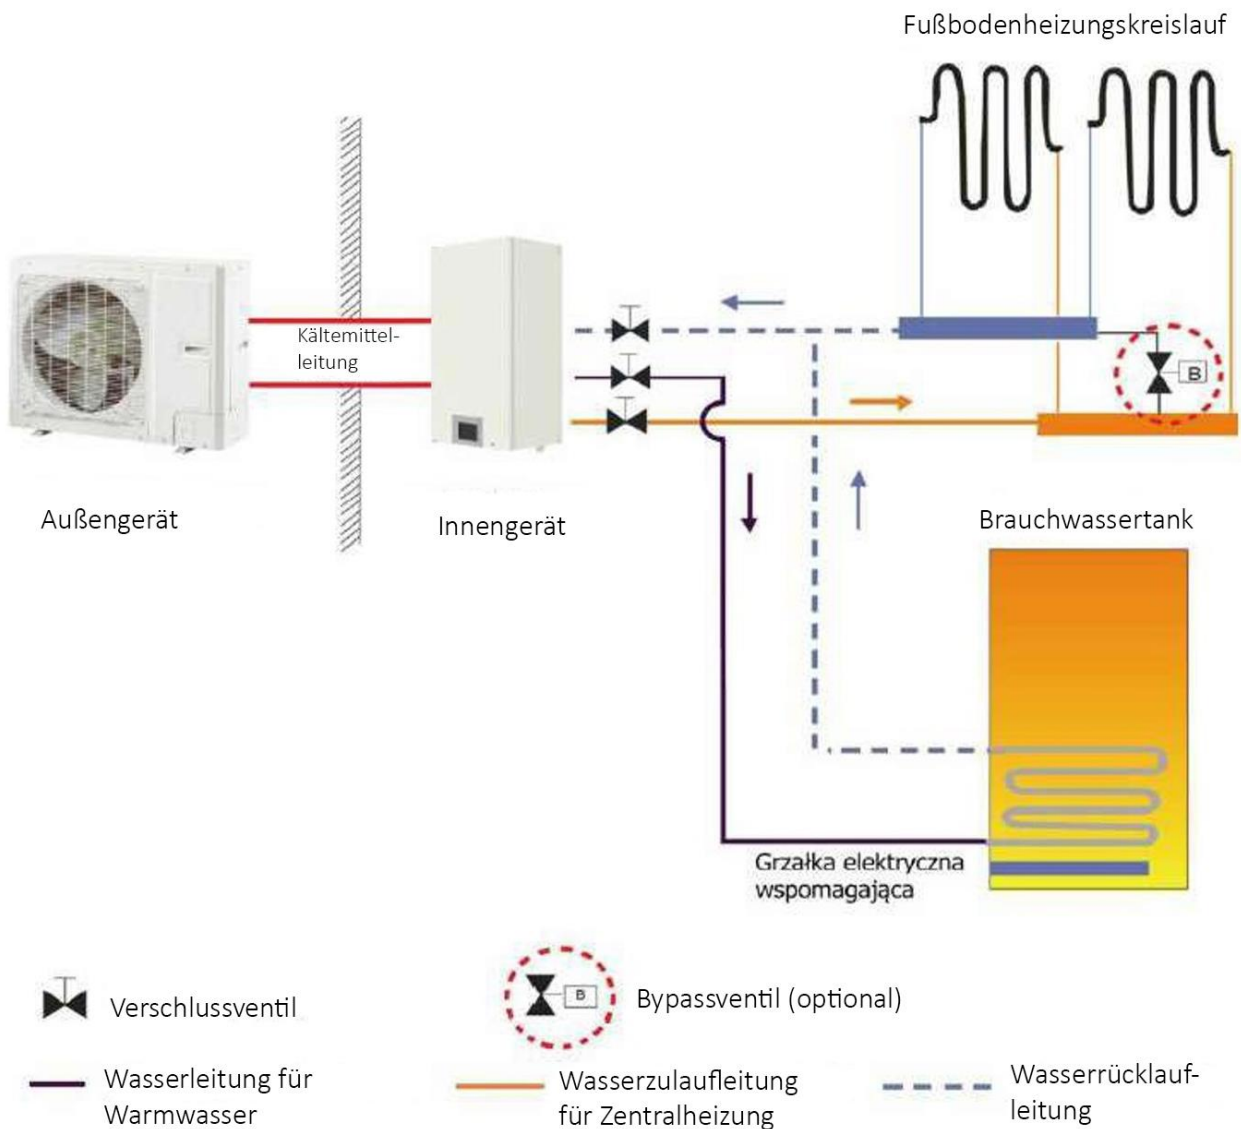 Fußbodenheizungskreislauf
Kältemittel-
leitung
B
Außengerät
Innengerät
Brauchwassertank
Grzałka elektryczna
wspomagająca
Verschlussventil
B
Bypassventil (optional)
Wasserleitung für
Warmwasser
Wasserzulaufleitung
für Zentralheizung
Wasserrücklauf-
leitung